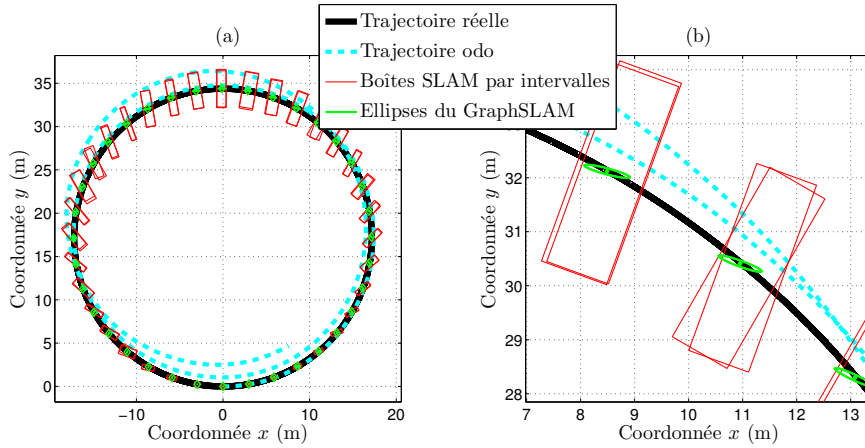 (a)
(b)
Trajectoire réelle
Trajectoire odo
Boîtes SLAM par intervalles
Ellipses du GraphSLAM
35
30
25
20
15
10
5
0
Coordonnée y (m)
−10
0
10
20
Coordonnée x (m)
32
31
30
29
28
Coordonnée y (m)
7
8
9
10
11
12
13
Coordonnée x (m)